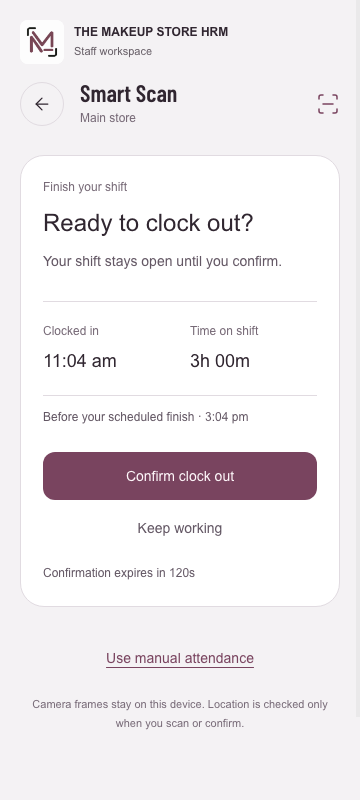 THE MAKEUP STORE HRM
Staff workspace
Smart Scan
Main store
Finish your shift
Ready to clock out?
Your shift stays open until you confirm.
Clocked in
Time on shift
11:04 am
3h 00m
Before your scheduled finish · 3:04 pm
Confirm clock out
Keep working
Confirmation expires in 120s
Use manual attendance
Camera frames stay on this device. Location is checked only
when you scan or confirm.